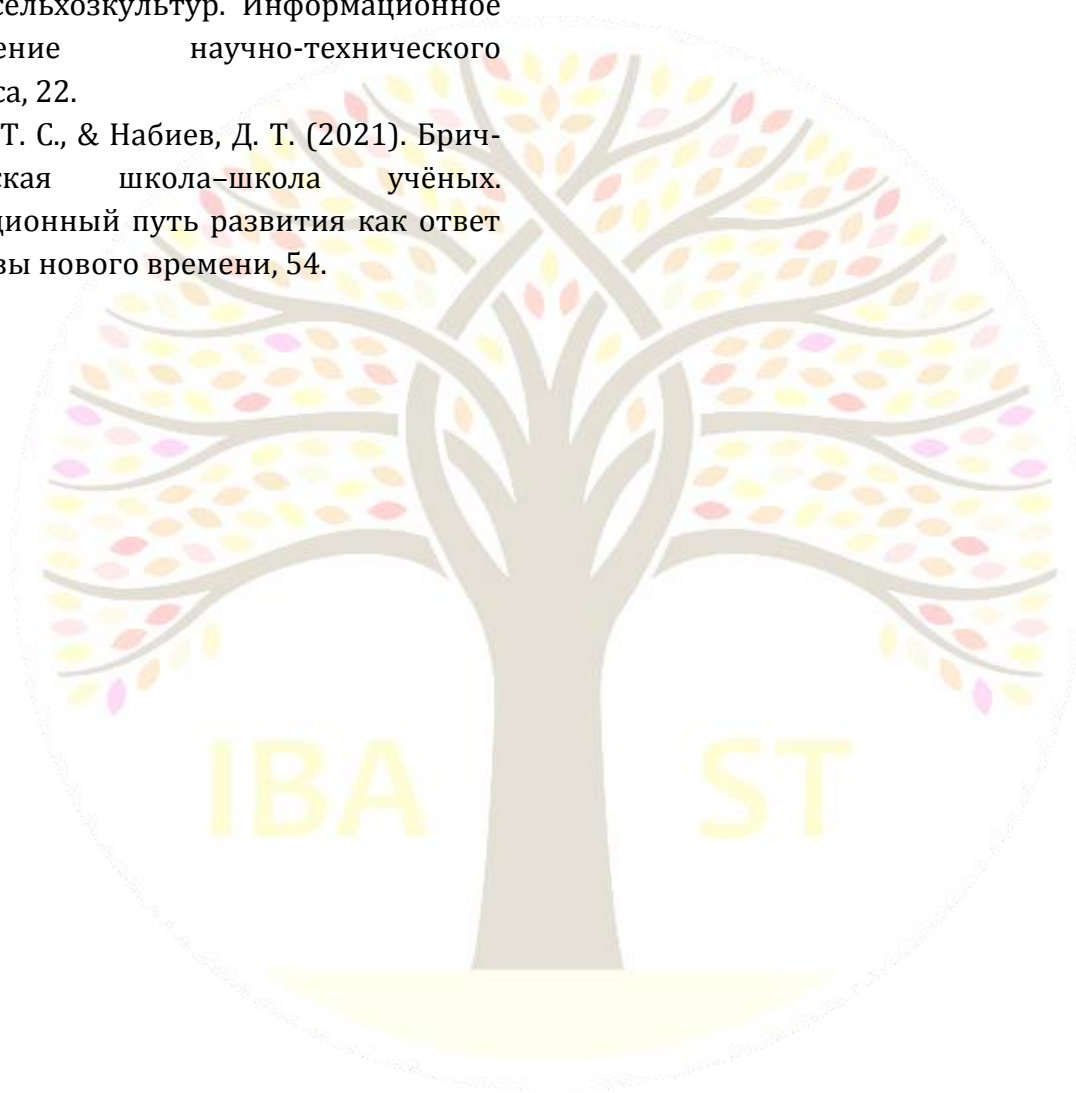 сельхозкультур. Информационное
ение научно-технического
са, 22.
Т. С., & Набиев, Д. Т. (2021). Брич-
ская школа–школа учёных.
ционный путь развития как ответ
вы нового времени, 54.
IBA ST